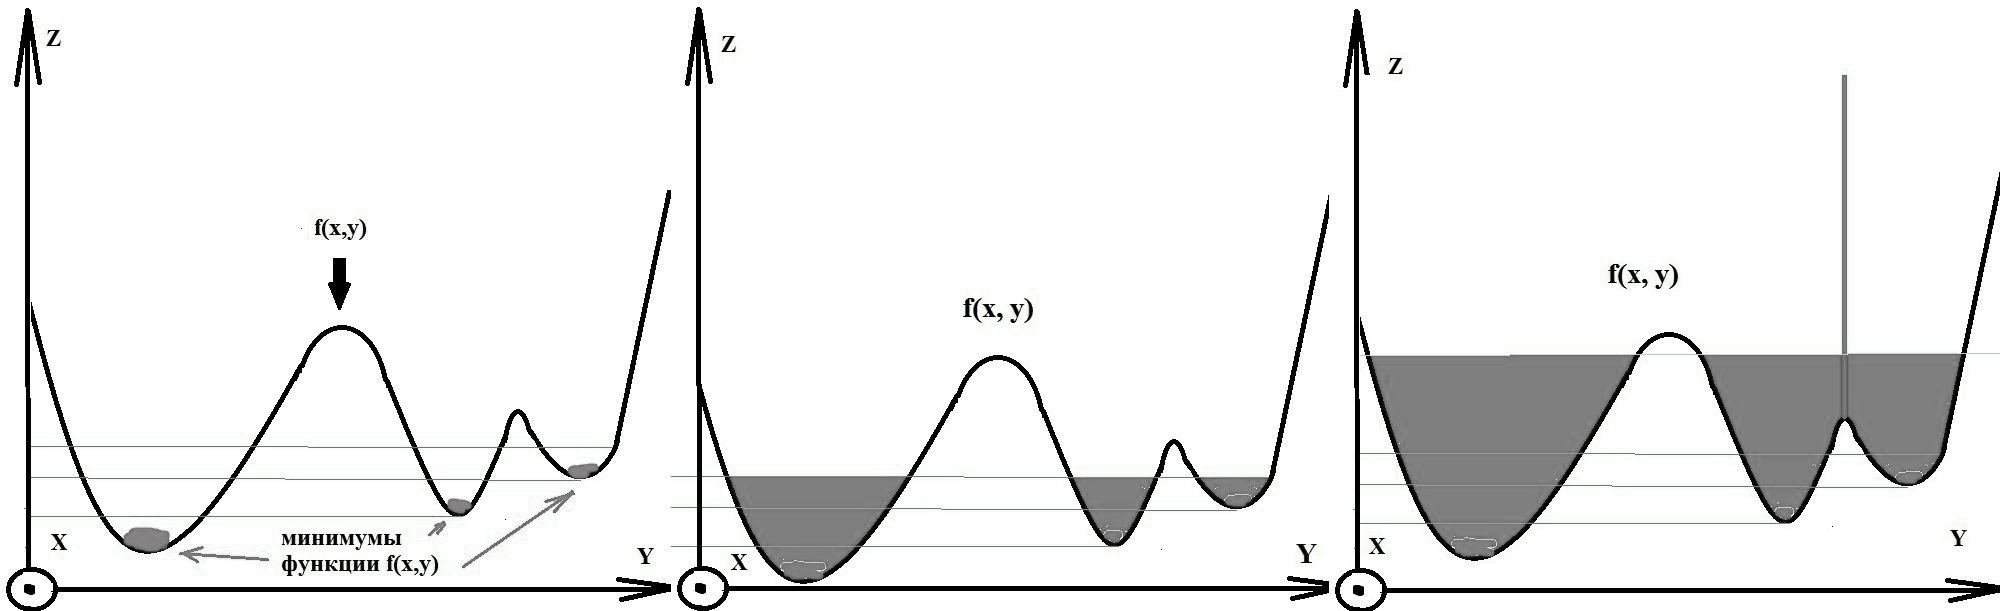 Z
f(x,y)
минимумы
функции f(x,y)
X
Y
Z
f(x, y)
X
Y
Z
f(x, y)
X
Y